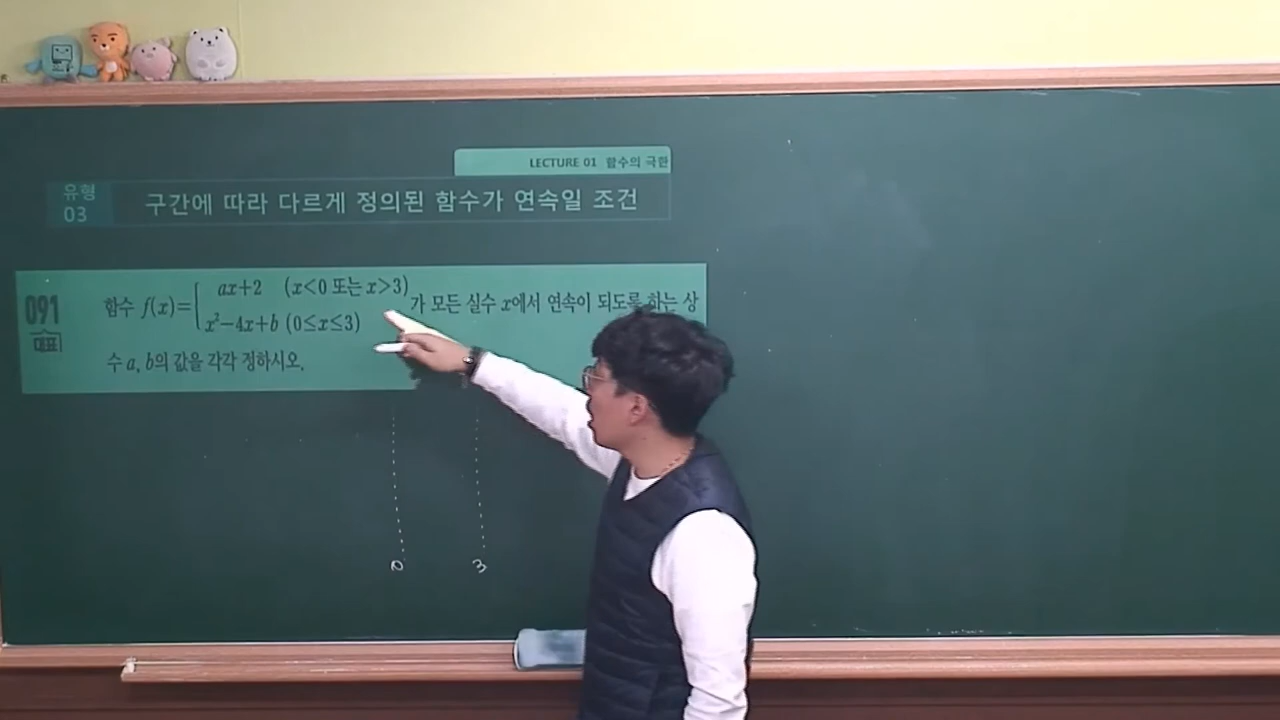 LECTURE 01 함수의 극한
유형
03
구간에 따라 다르게 정의된 함수가 연속일 조건
091
대표
함수 f(x)={ ax+2 (x<0 또는 x>3)
x²-4x+b (0≤x≤3)
가 모든 실수 x에서 연속이 되도록 하는 상
수 a, b의 값을 각각 정하시오.
0 3